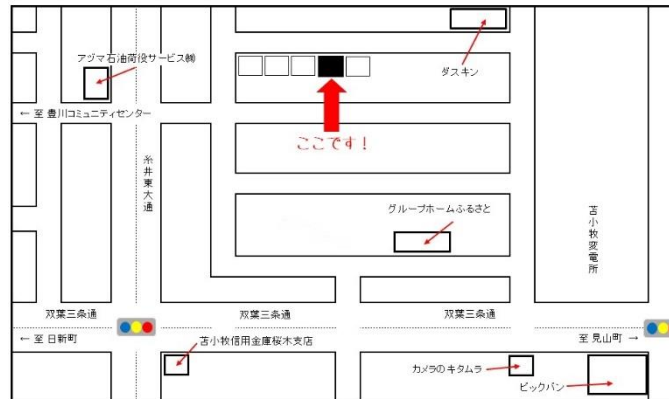 アジマ石油荷役サービス㈱
ダスキン
← 至 豊川コミュニティセンター
ここです!
糸井東大通
グループホームふるさと
苫小牧変電所
双葉三条通
双葉三条通
双葉三条通
← 至 日新町
苫小牧信用金庫桜木支店
至 見山町 →
カメラのキタムラ
ビックバン